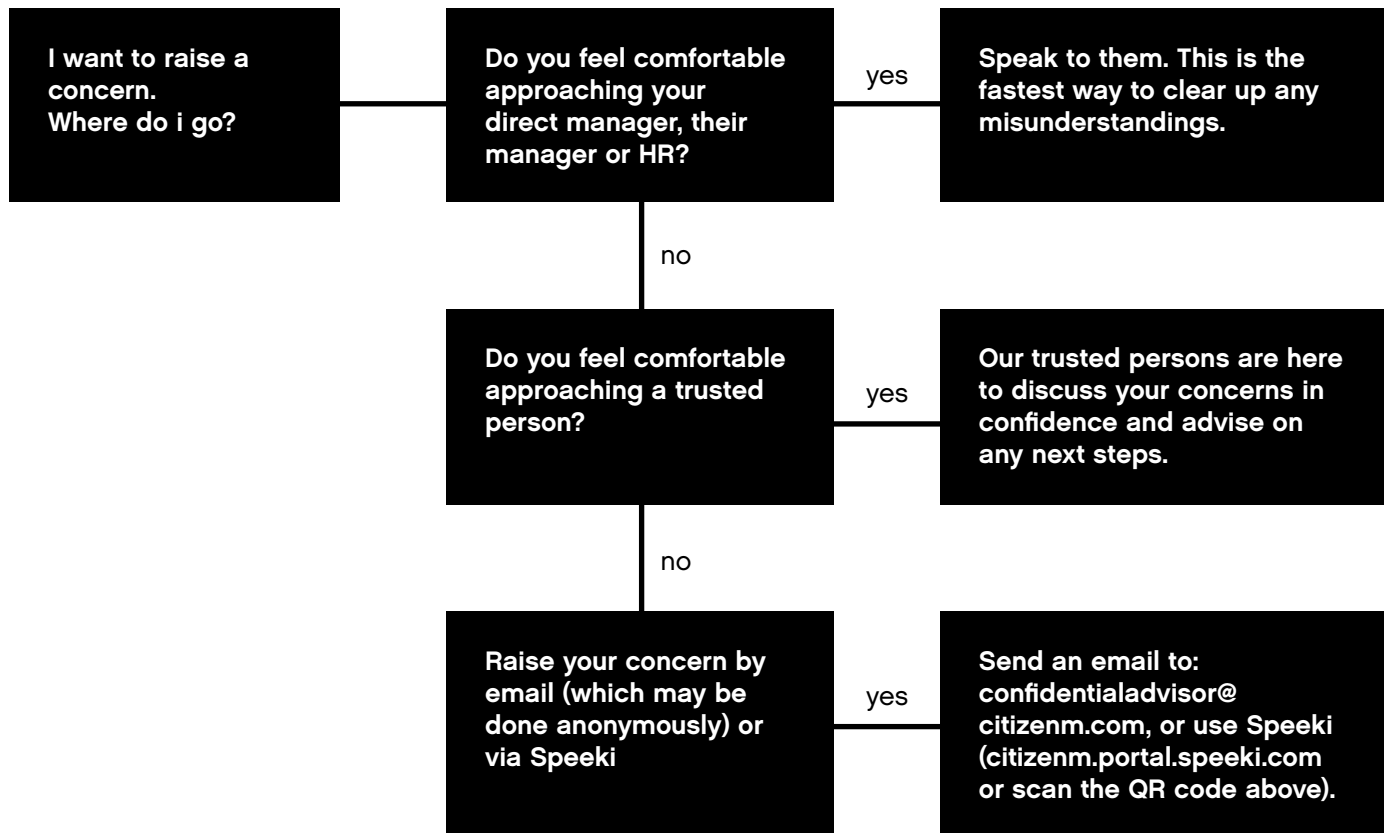 I want to raise a
concern.
Where do i go?
Do you feel comfortable
approaching your
direct manager, their
manager or HR?
yes
Speak to them. This is the
fastest way to clear up any
misunderstandings.
no
Do you feel comfortable
approaching a trusted
person?
yes
Our trusted persons are here
to discuss your concerns in
confidence and advise on
any next steps.
no
Raise your concern by
email (which may be
done anonymously) or
via Speeki
yes
Send an email to:
confidentialadvisor@
citizenm.com, or use Speeki
(citizenm.portal.speeki.com
or scan the QR code above).